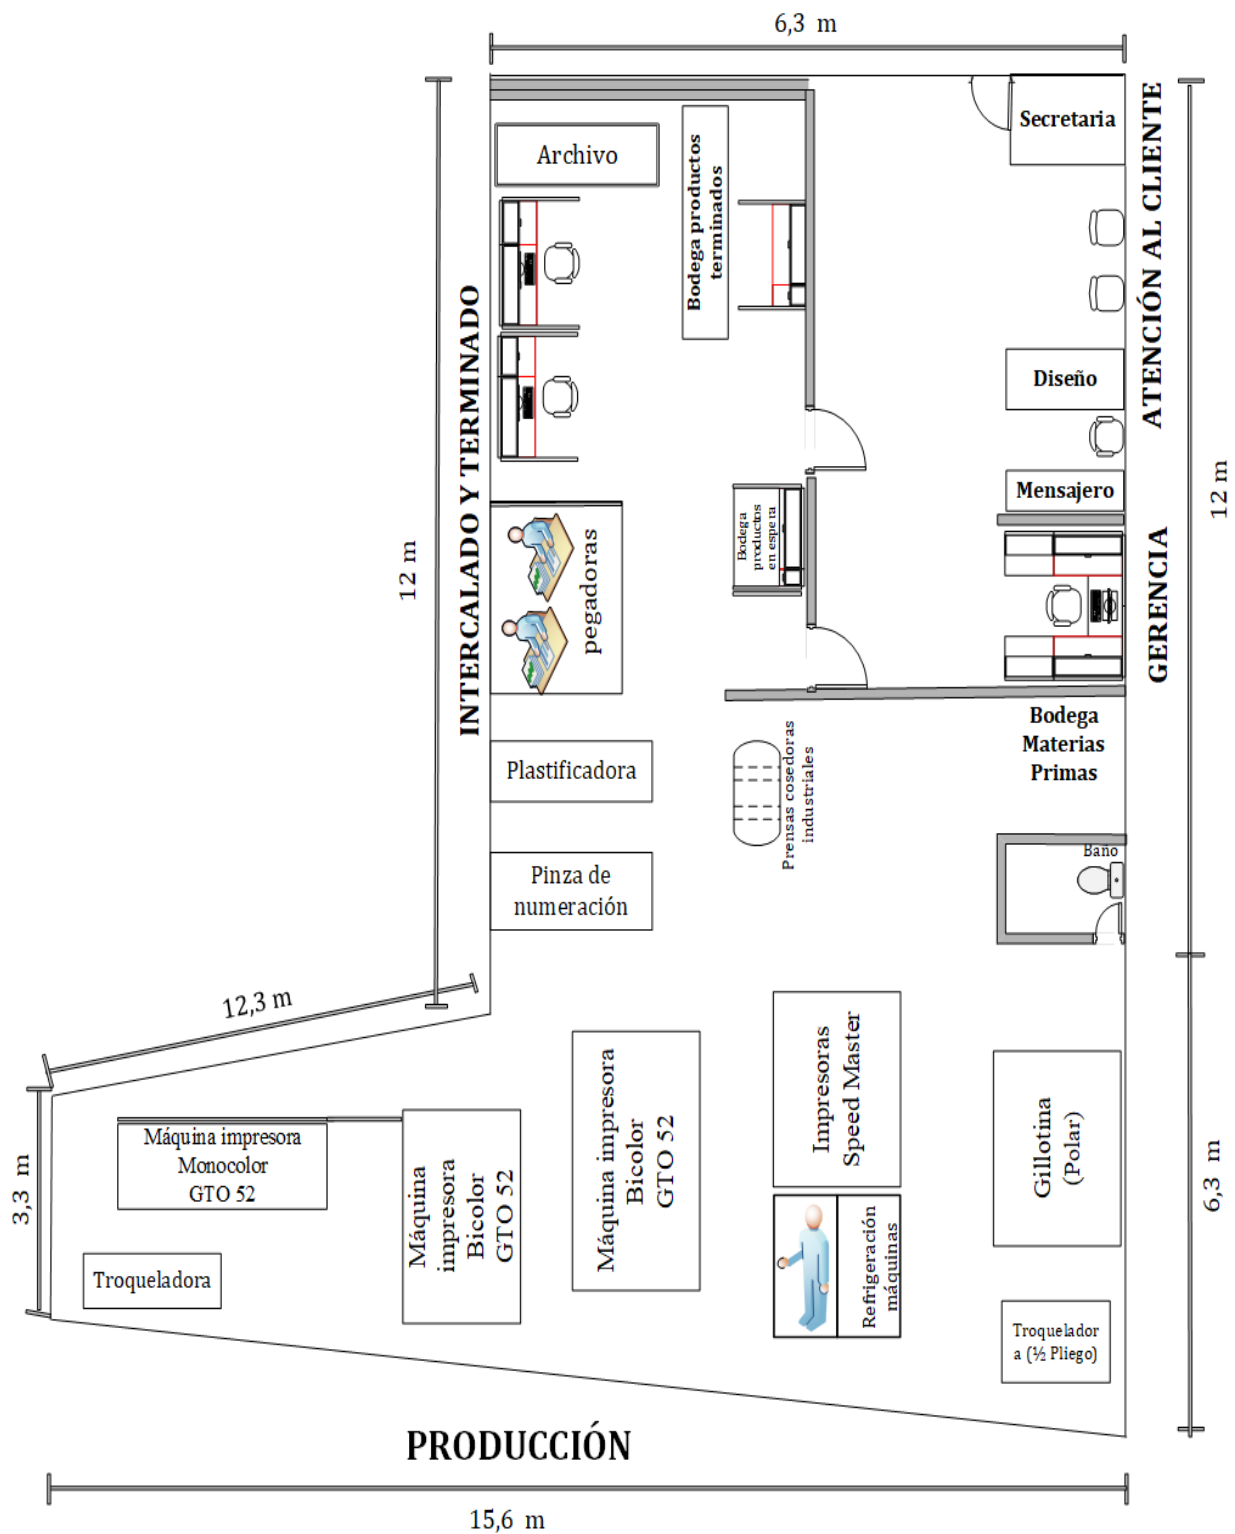 6,3 m
Secretaria
Archivo
Bodega productos
terminados
ATENCIÓN AL CLIENTE
INTERCALADO Y TERMINADO
Diseño
Mensajero
12 m
12 m
Bodega
productos
en espera
pegadoras
GERENCIA
Bodega
Materias
Primas
Plastificadora
Prensas cosedoras
industriales
Baño
Pinza de
numeración
12,3 m
Impresoras
Speed Master
Máquina impresora
Bicolor
GTO 52
Gillotina
(Polar)
Máquina impresora
Monocolor
GTO 52
Máquina
impresora
Bicolor
GTO 52
3,3 m
6,3 m
Refrigeración
máquinas
Troqueladora
Troquelador
a (½ Pliego)
PRODUCCIÓN
15,6 m